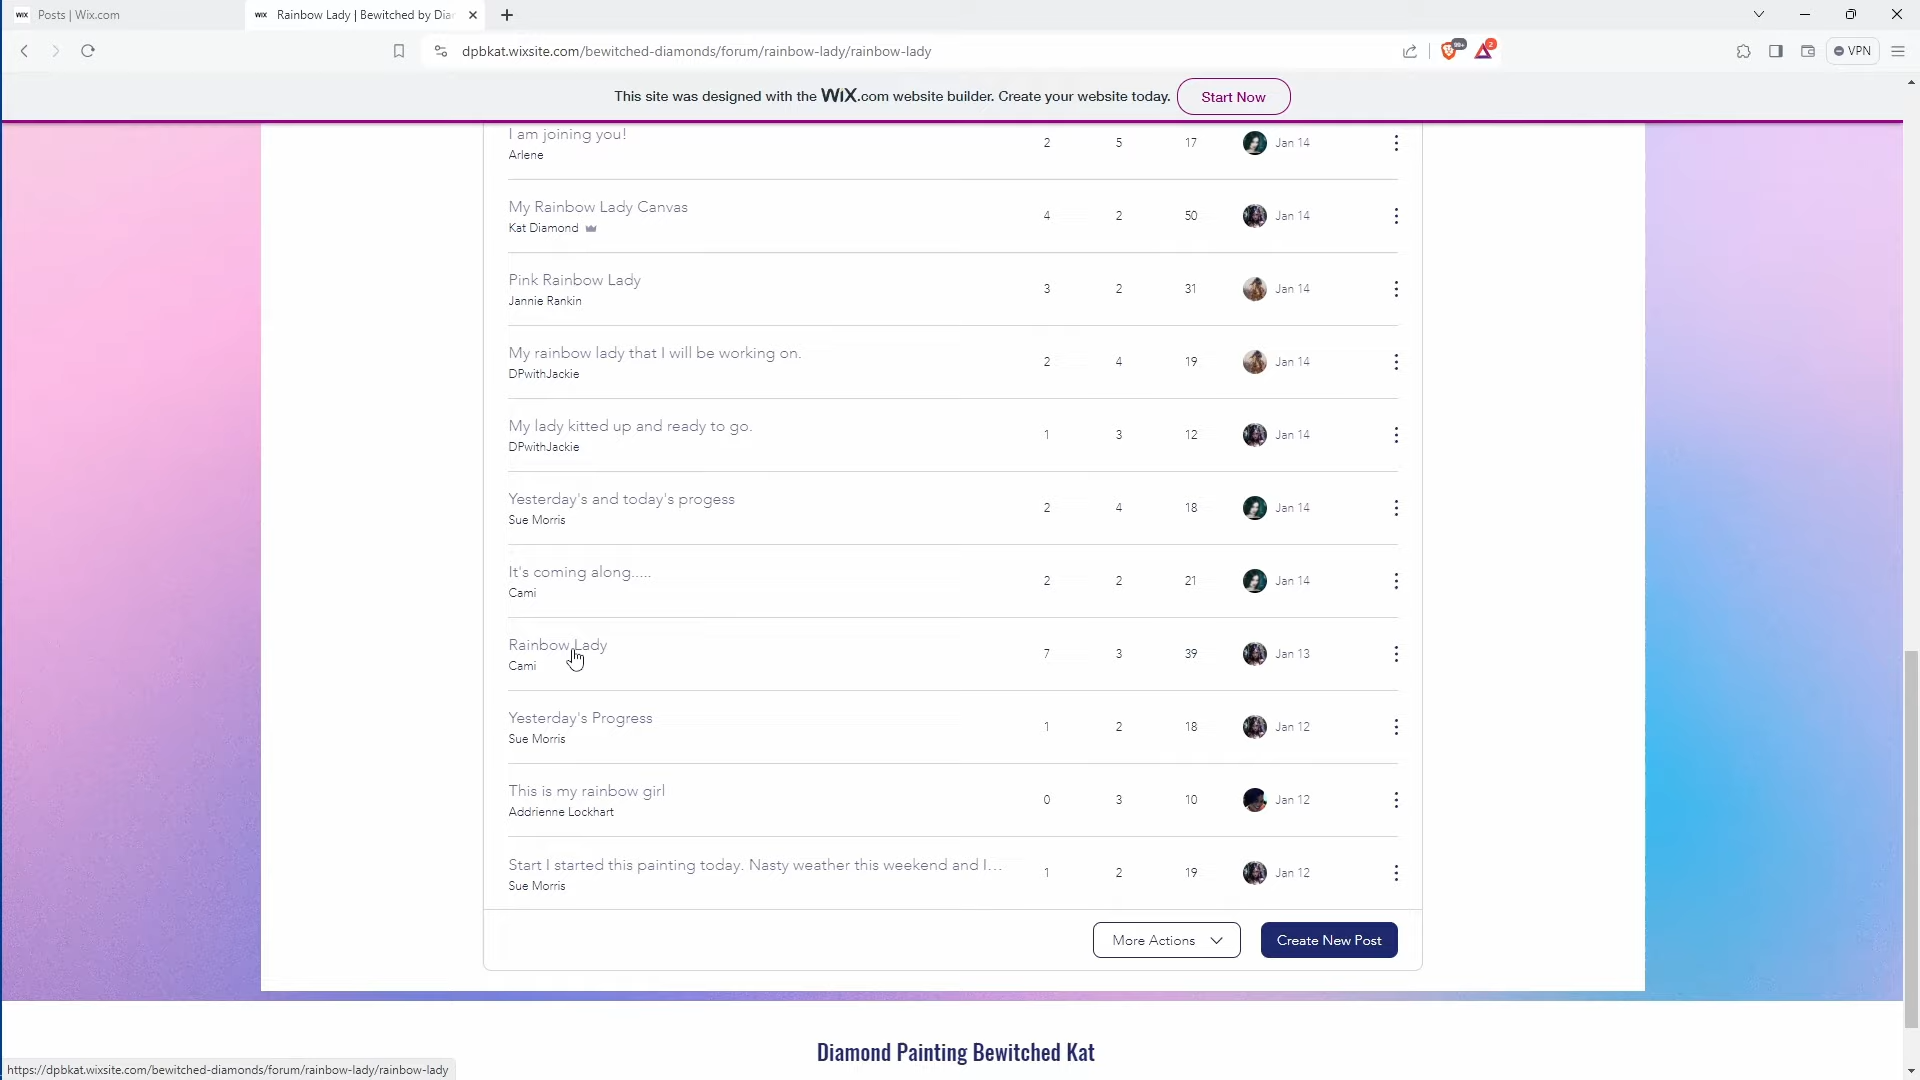 WIX Posts | Wix.com
WIX Rainbow Lady | Bewitched by Dia
dpbkat.wixsite.com/bewitched-diamonds/forum/rainbow-lady/rainbow-lady
99+
2
VPN
This site was designed with the WiX.com website builder. Create your website today.
Start Now
I am joining you!
2 5 17 Jan 14
Arlene
My Rainbow Lady Canvas
4 2 50 Jan 14
Kat Diamond
Pink Rainbow Lady
3 2 31 Jan 14
Jannie Rankin
My rainbow lady that I will be working on.
2 4 19 Jan 14
DPwithJackie
My lady kitted up and ready to go.
1 3 12 Jan 14
DPwithJackie
Yesterday's and today's progess
2 4 18 Jan 14
Sue Morris
It's coming along.....
2 2 21 Jan 14
Cami
Rainbow Lady
7 3 39 Jan 13
Cami
Yesterday's Progress
1 2 18 Jan 12
Sue Morris
This is my rainbow girl
0 3 10 Jan 12
Addrienne Lockhart
Start I started this painting today. Nasty weather this weekend and I...
1 2 19 Jan 12
Sue Morris
More Actions
Create New Post
Diamond Painting Bewitched Kat
https://dpbkat.wixsite.com/bewitched-diamonds/forum/rainbow-lady/rainbow-lady